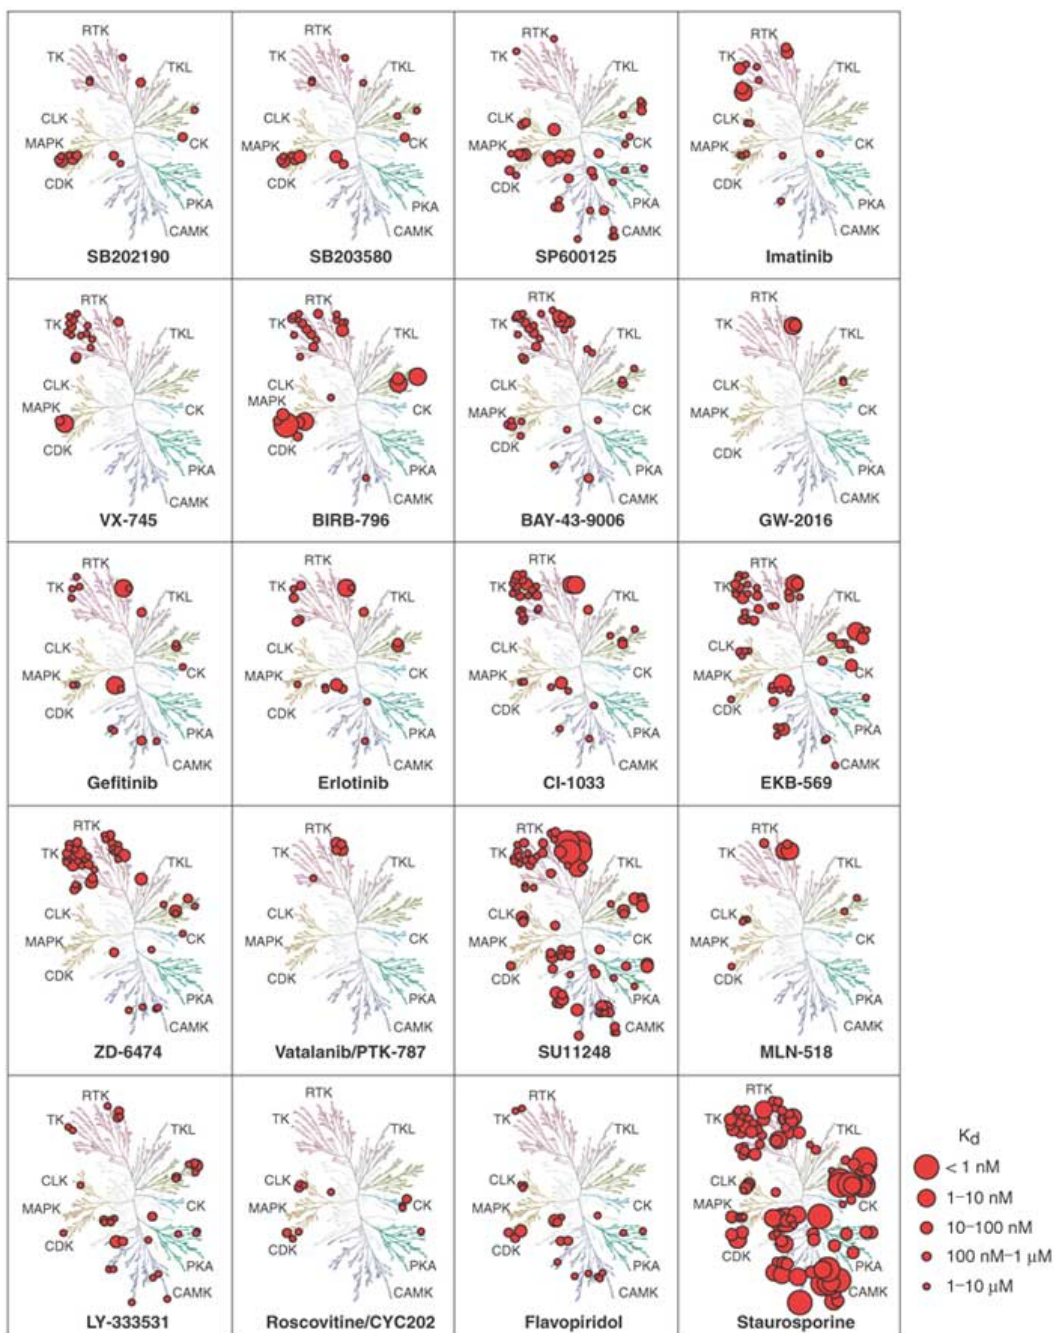 RTK
TK
TKL
CLK
MAPK
CK
CDK
PKA
CAMK
SB202190
RTK
TK
TKL
CLK
MAPK
CK
CDK
PKA
CAMK
SB203580
RTK
TK
TKL
CLK
MAPK
CK
CDK
PKA
CAMK
SP600125
RTK
TK
TKL
CLK
MAPK
CK
CDK
PKA
CAMK
Imatinib
RTK
TK
TKL
CLK
MAPK
CK
CDK
PKA
CAMK
VX-745
RTK
TK
TKL
CLK
MAPK
CK
CDK
PKA
CAMK
BIRB-796
RTK
TK
TKL
CLK
MAPK
CK
CDK
PKA
CAMK
BAY-43-9006
RTK
TK
TKL
CLK
MAPK
CK
CDK
PKA
CAMK
GW-2016
RTK
TK
TKL
CLK
MAPK
CK
CDK
PKA
CAMK
Gefitinib
RTK
TK
TKL
CLK
MAPK
CK
CDK
PKA
CAMK
Erlotinib
RTK
TK
TKL
CLK
MAPK
CK
CDK
PKA
CAMK
CI-1033
RTK
TK
TKL
CLK
MAPK
CK
CDK
PKA
CAMK
EKB-569
RTK
TK
TKL
CLK
MAPK
CK
CDK
PKA
CAMK
ZD-6474
RTK
TK
TKL
CLK
MAPK
CK
CDK
PKA
CAMK
Vatalanib/PTK-787
RTK
TK
TKL
CLK
MAPK
CK
CDK
PKA
CAMK
SU11248
RTK
TK
TKL
CLK
MAPK
CK
CDK
PKA
CAMK
MLN-518
RTK
TK
TKL
CLK
MAPK
CK
CDK
PKA
CAMK
LY-333531
RTK
TK
TKL
CLK
MAPK
CK
CDK
PKA
CAMK
Roscovitine/CYC202
RTK
TK
TKL
CLK
MAPK
CK
CDK
PKA
CAMK
Flavopiridol
RTK
TK
TKL
CLK
MAPK
CK
CDK
PKA
CAMK
Staurosporine
Kd
< 1 nM
1–10 nM
10–100 nM
100 nM–1 µM
1–10 µM